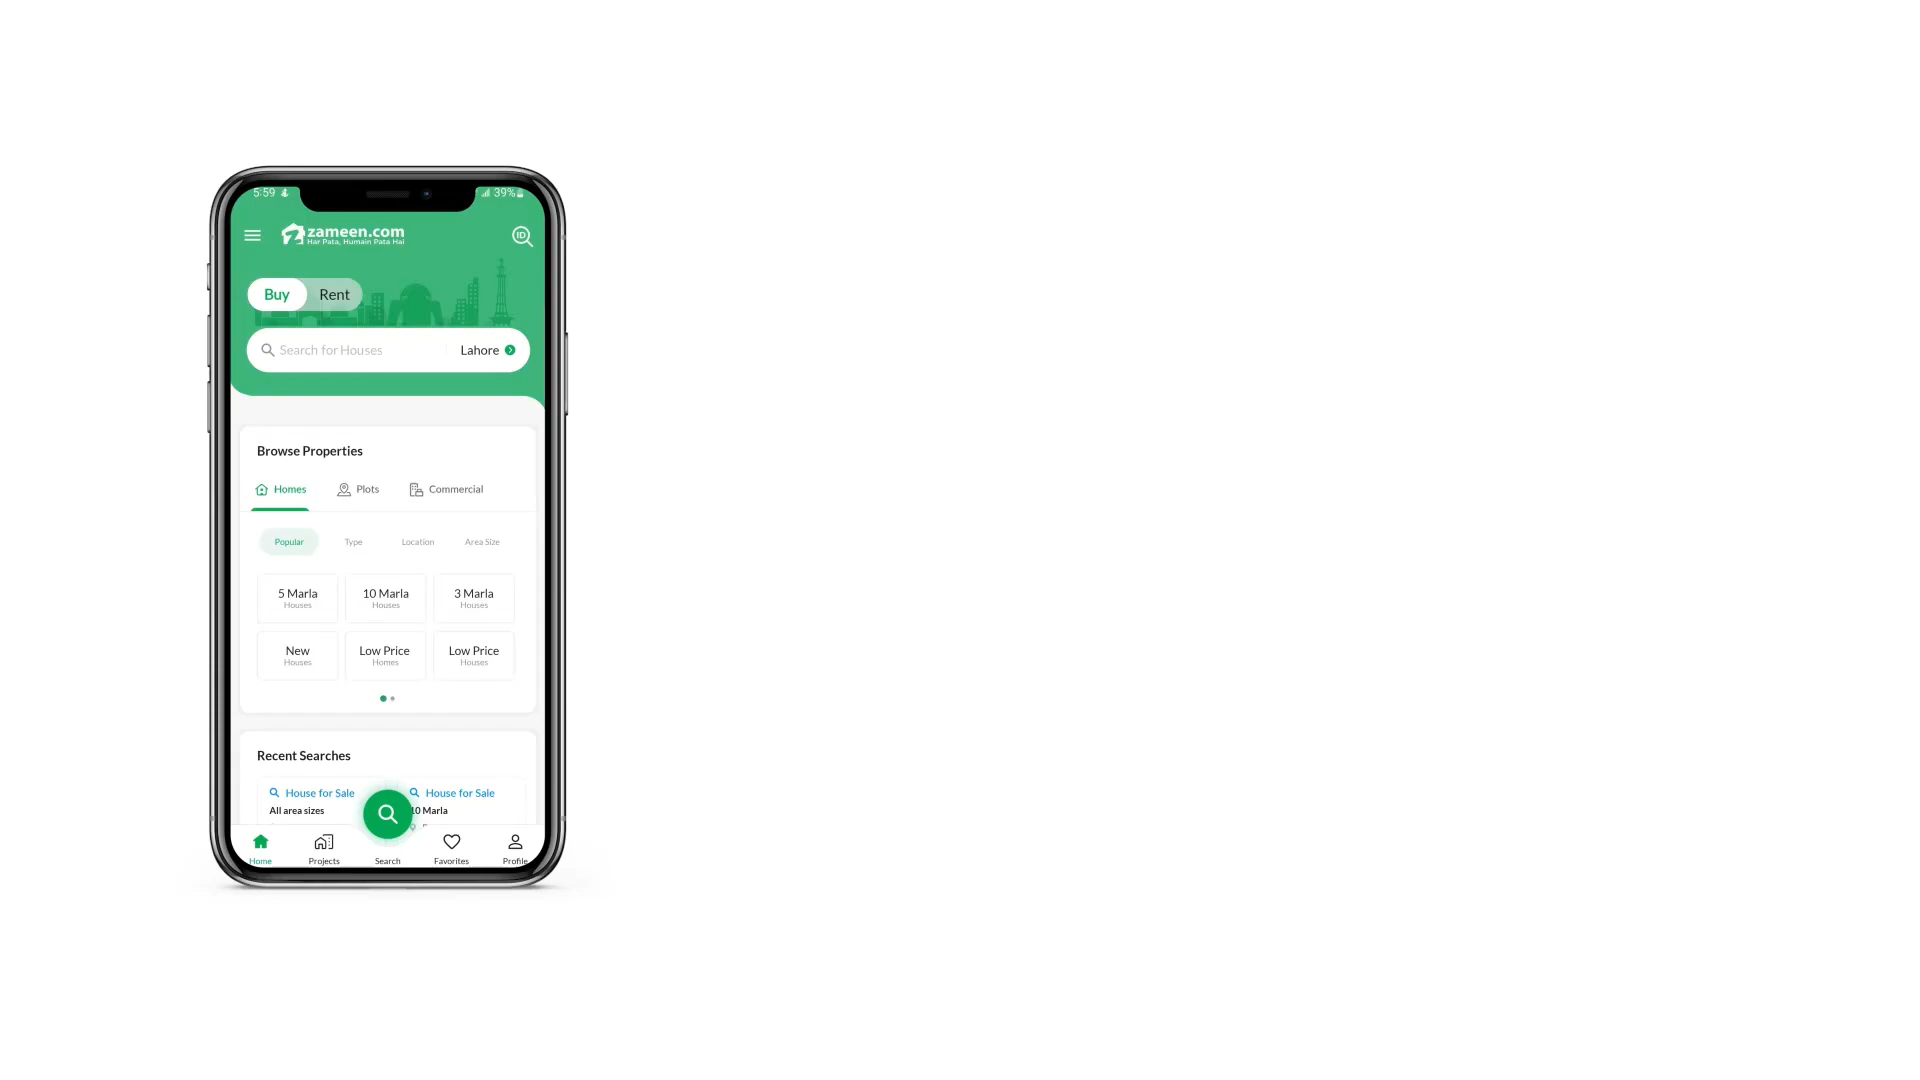 5:59
39%
zameen.com
Har Pata, Humain Pata Hai
ID
Buy Rent
Search for Houses Lahore
Browse Properties
Homes Plots Commercial
Popular Type Location Area Size
5 Marla 10 Marla 3 Marla
Houses Houses Houses
New Low Price Low Price
Houses Homes Houses
Recent Searches
House for Sale House for Sale
All area sizes 10 Marla
Home Projects Search Favorites Profile